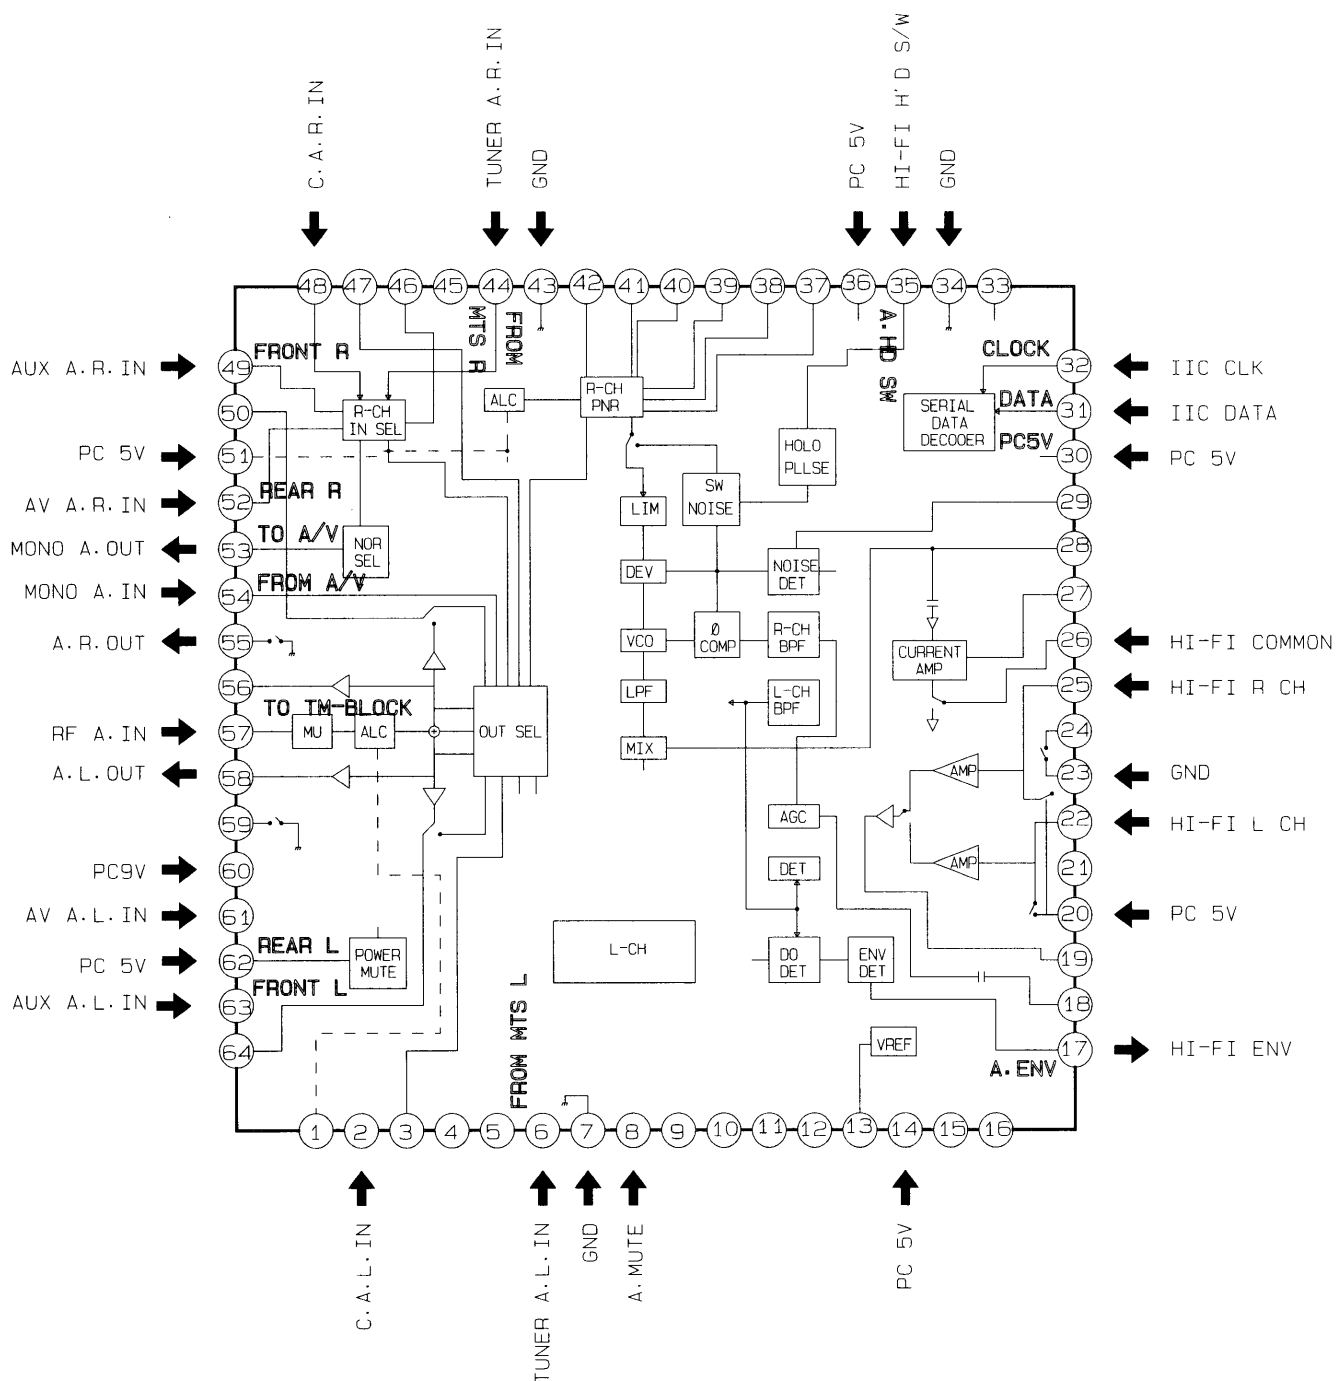 C.A.R.IN
TUNER A.R.IN
GND
PC 5V
HI-FI H'D S/W
GND
48
47
46
45
44
43
42
41
40
39
38
37
36
35
34
33
AUX A.R.IN
49
50
PC 5V
51
AV A.R.IN
52
MONO A.OUT
53
MONO A.IN
54
A.R.OUT
55
56
RF A.IN
57
A.L.OUT
58
59
PC9V
60
AV A.L.IN
61
PC 5V
62
AUX A.L.IN
63
64
FRONT R
R-CH
IN SEL
REAR R
TO A/V
NOR
SEL
FROM A/V
TO TM-BLOCK
MU
ALC
OUT SEL
REAR L
POWER
MUTE
FRONT L
FROM
MTS R
ALC
R-CH
PNR
LIM
SW
NOISE
HOLO
PLLSE
A.HD SW
DEV
NOISE
DET
VCO
Ø
COMP
R-CH
BPF
LPF
L-CH
BPF
MIX
AGC
DET
L-CH
DO
DET
ENV
DET
VREF
FROM MTS L
CLOCK
DATA
SERIAL
DATA
DECODER
PC5V
CURRENT
AMP
AMP
AMP
A.ENV
32
IIC CLK
31
IIC DATA
30
PC 5V
29
28
27
26
HI-FI COMMON
25
HI-FI R CH
24
23
GND
22
HI-FI L CH
21
20
PC 5V
19
18
17
HI-FI ENV
1
2
3
4
5
6
7
8
9
10
11
12
13
14
15
16
C.A.L.IN
TUNER A.L.IN
GND
A.MUTE
PC 5V